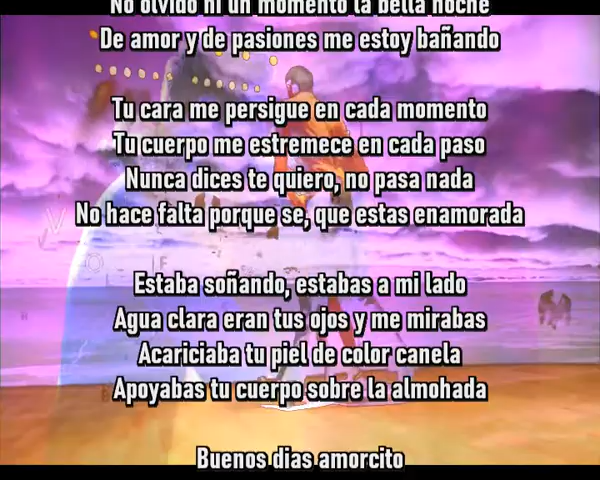 No olvido ni un momento la bella noche
De amor y de pasiones me estoy bañando
Tu cara me persigue en cada momento
Tu cuerpo me estremece en cada paso
Nunca dices te quiero, no pasa nada
No hace falta porque se, que estas enamorada
Estaba soñando, estabas a mi lado
Agua clara eran tus ojos y me mirabas
Acariciaba tu piel de color canela
Apoyabas tu cuerpo sobre la almohada
Buenos dias amorcito